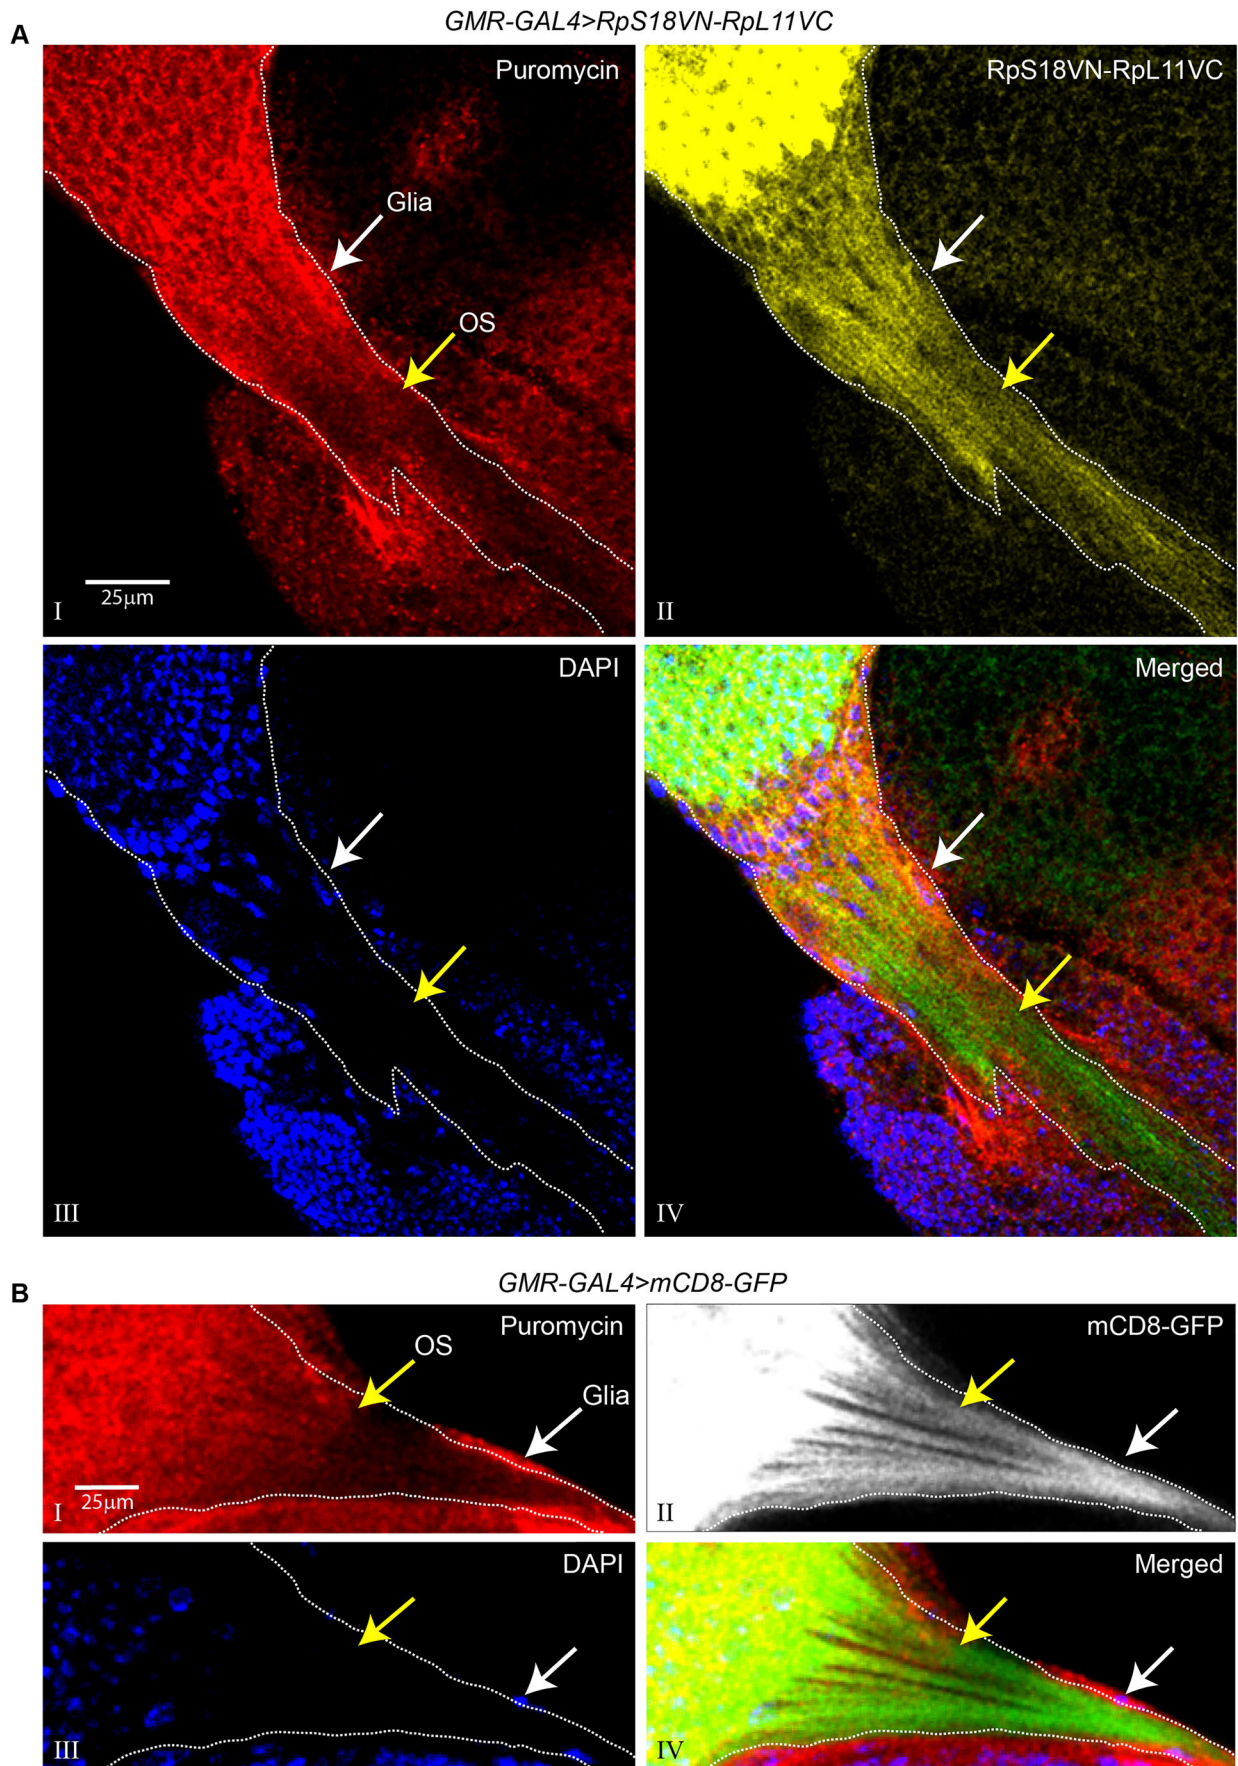 A
GMR-GAL4>RpS18VN-RpL11VC
Puromycin
Glia
OS
25μm
I
RpS18VN-RpL11VC
II
DAPI
III
Merged
IV
B
GMR-GAL4>mCD8-GFP
Puromycin
OS
Glia
25μm
I
mCD8-GFP
II
DAPI
III
Merged
IV